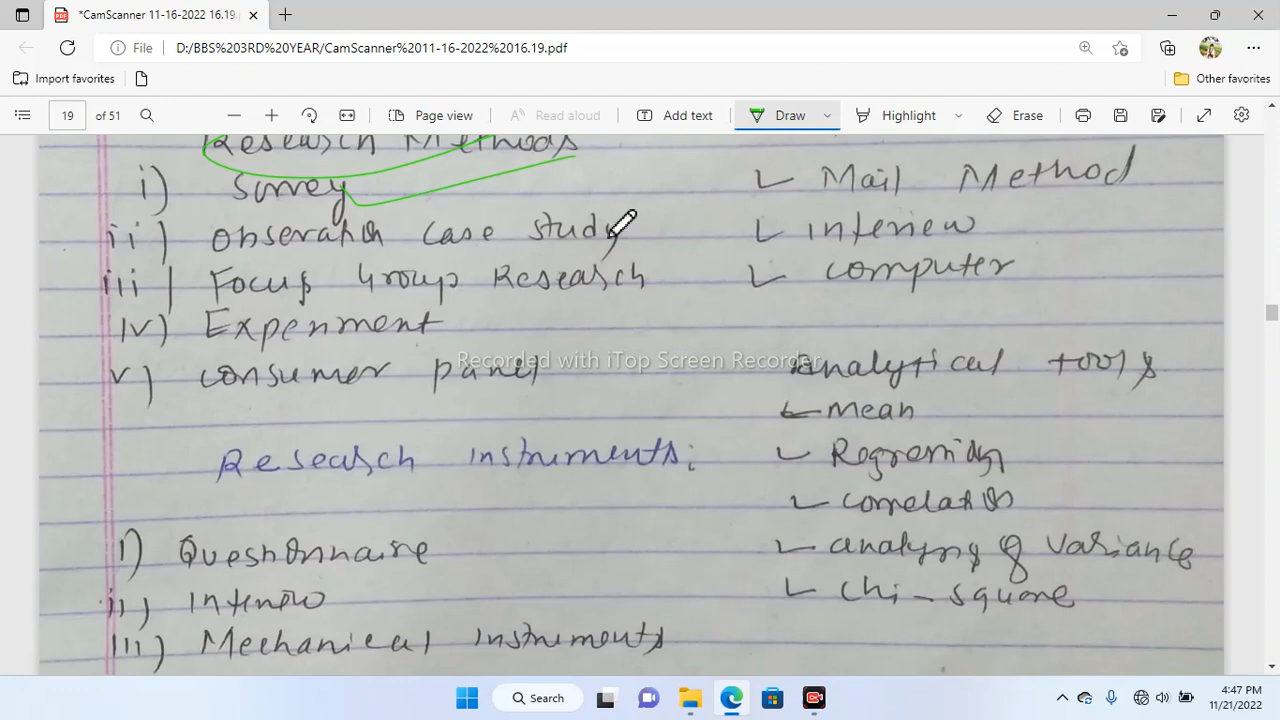 *CamScanner 11-16-2022 16.19.p
File D:/BBS%203RD%20YEAR/CamScanner%2011-16-2022%2016.19.pdf
Import favorites
Other favorites
19 of 51
Page view
Read aloud
Add text
Draw
Highlight
Erase
Research Methods
i) Survey
ii) Obseration case study
iii) Focus Group Research
iv) Experiment
v) consumer panel
Mail Method
interiew
computer
Recorded with iTop Screen Recorder
Analytical tools
mean
Regression
correlation
analysing of variance
chi-square
Research instruments:
i) Questionnaire
ii) Interview
iii) Mechanical instruments
Search
4:47 PM
11/21/2022